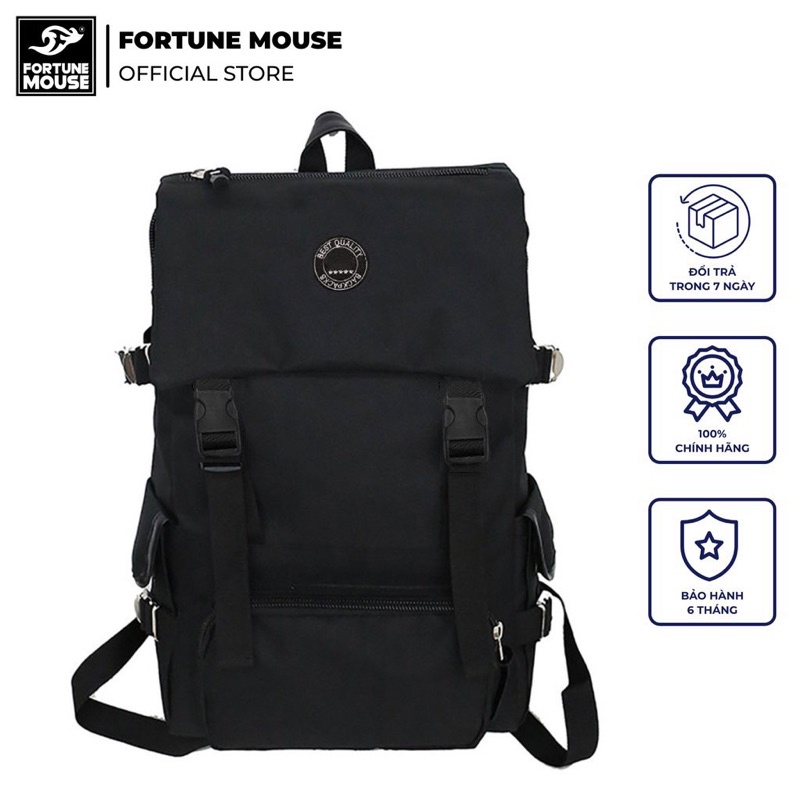 FORTUNE
MOUSE
FORTUNE MOUSE
OFFICIAL STORE
BEST QUALITY
BACKPACKS
ĐỔI TRẢ
TRONG 7 NGÀY
100%
CHÍNH HÃNG
BẢO HÀNH
6 THÁNG